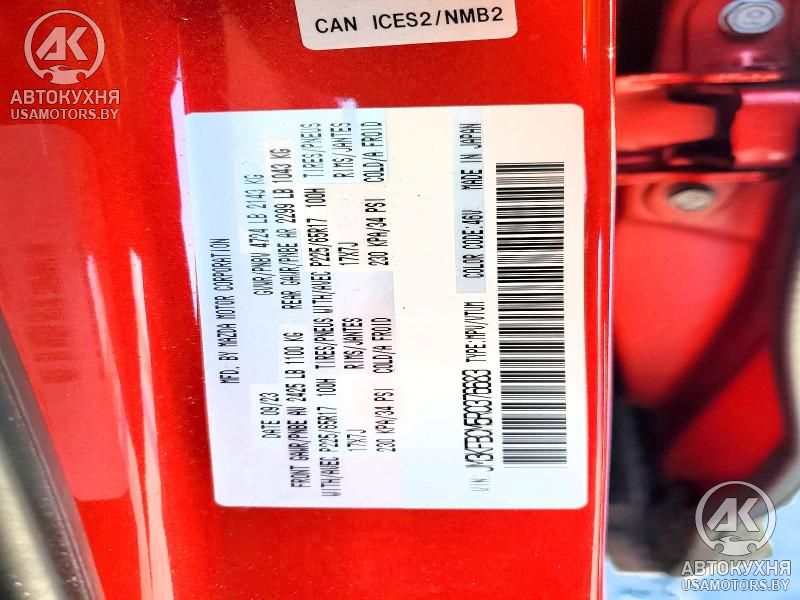 CAN ICES2/NMB2
АВТОКУХНЯ
USAMOTORS.BY
MFD. BY MAZDA MOTOR CORPORATION
DATE 09/23 GVWR/PNBV 4724 LB 2143 KG
FRONT GAWR/PNBE AV 2425 LB 1100 KG REAR GAWR/PNBE AR 2299 LB 1043 KG
WITH/AVEC P225/65R17 100H TIRES/PNEUS WITH/AVEC P225/65R17 100H TIRES/PNEUS
17X7J RIMS/JANTES 17X7J RIMS/JANTES
230 KPA/34 PSI COLD/A FROID 230 KPA/34 PSI COLD/A FROID
COLOR CODE:46V MADE IN JAPAN
VIN: TYPE:MPV/VTUM
АВТОКУХНЯ
USAMOTORS.BY